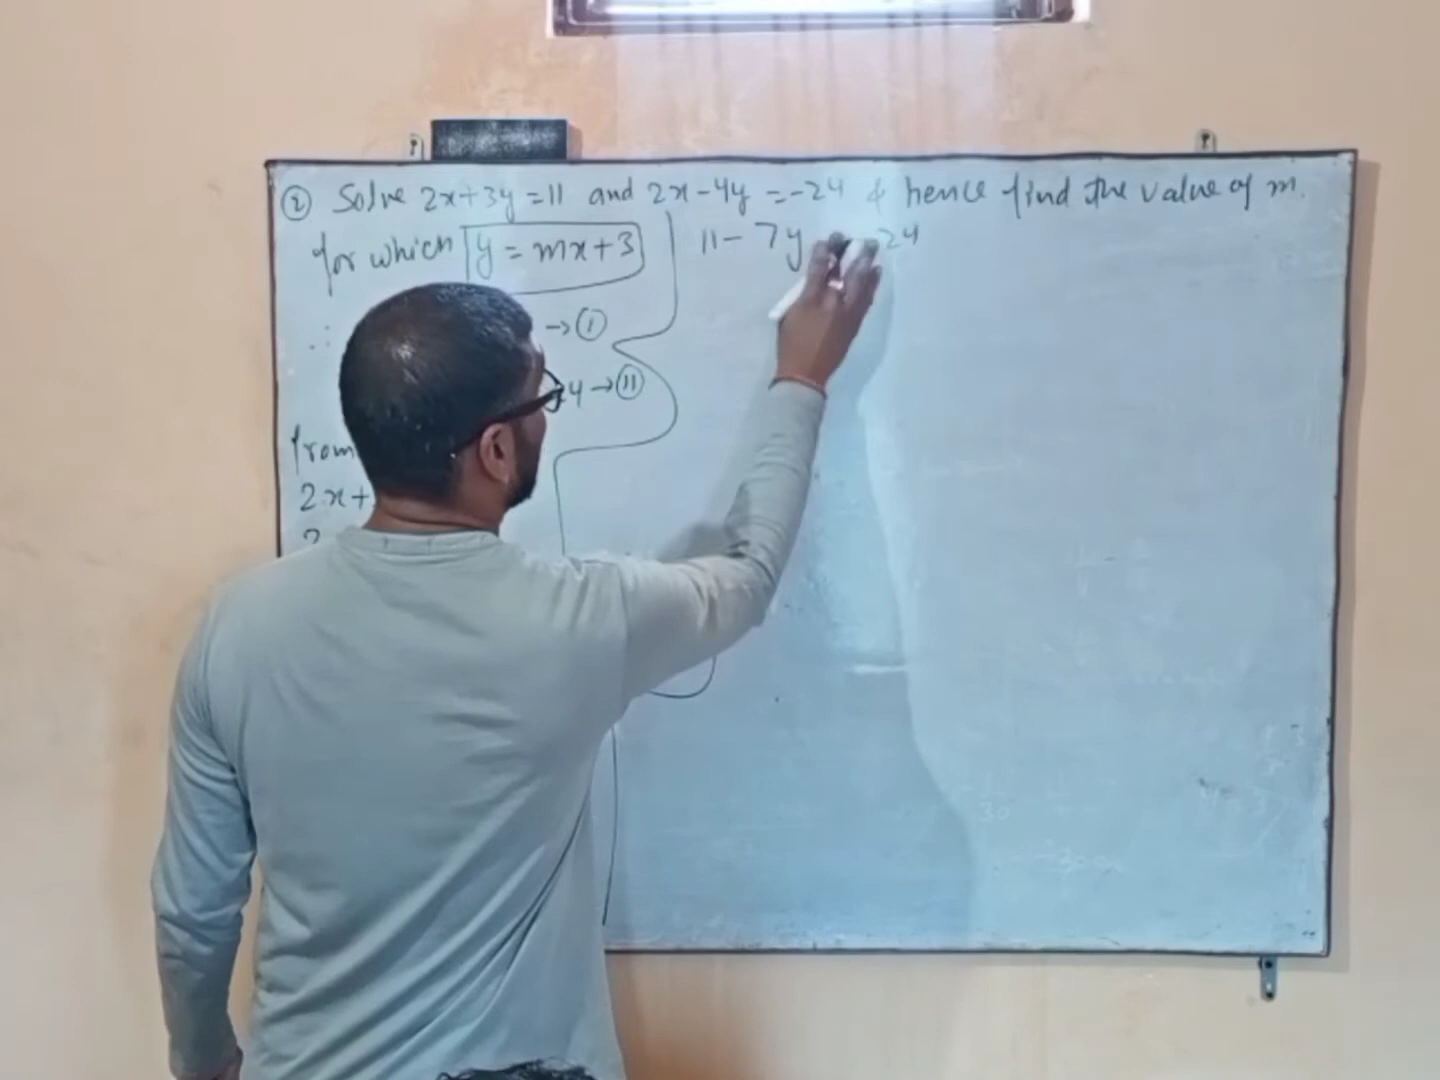 ② Solve 2x+3y=11 and 2x-4y=-24 & hence find the value of m.
for which y = mx+3
∴ → ①
4 → ⑪
from
2x+
2
11-7y 24